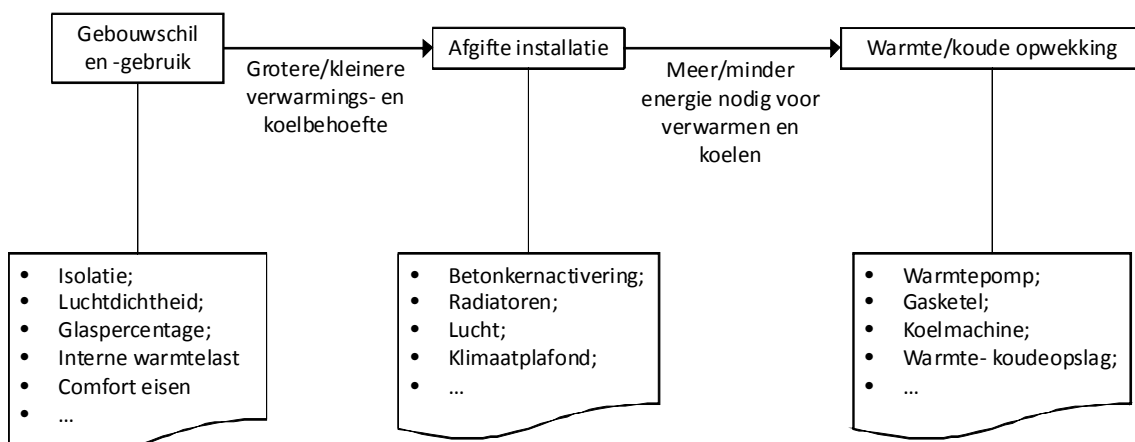 Gebouwschil
en -gebruik
Grotere/kleinere
verwarmings- en
koelbehoefte
Afgifte installatie
Meer/minder
energie nodig voor
verwarmen en
koelen
Warmte/koude opwekking
• Isolatie;
• Luchtdichtheid;
• Glaspercentage;
• Interne warmtelast
• Comfort eisen
• ...
• Betonkernactivering;
• Radiatoren;
• Lucht;
• Klimaatplafond;
• ...
• Warmtepomp;
• Gasketel;
• Koelmachine;
• Warmte- koudeopslag;
• ...